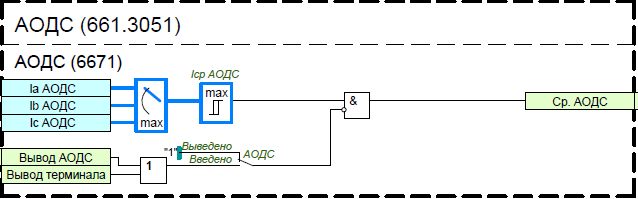 АОДС (661.3051)
АОДС (6671)
Iср АОДС
Ia АОДС
Ib АОДС
Ic АОДС
max
max
&
Ср. АОДС
"1"
Выведено
Введено
АОДС
Вывод АОДС
Вывод терминала
1